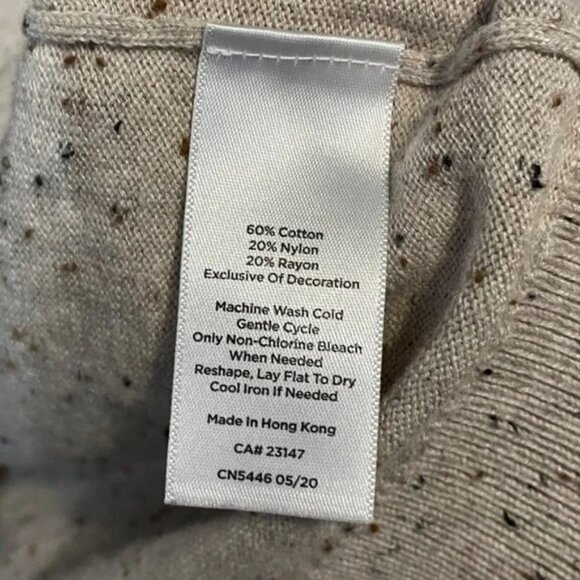 60% Cotton
20% Nylon
20% Rayon
Exclusive Of Decoration
Machine Wash Cold
Gentle Cycle
Only Non-Chlorine Bleach
When Needed
Reshape, Lay Flat To Dry
Cool Iron If Needed
Made In Hong Kong
CA# 23147
CN5446 05/20